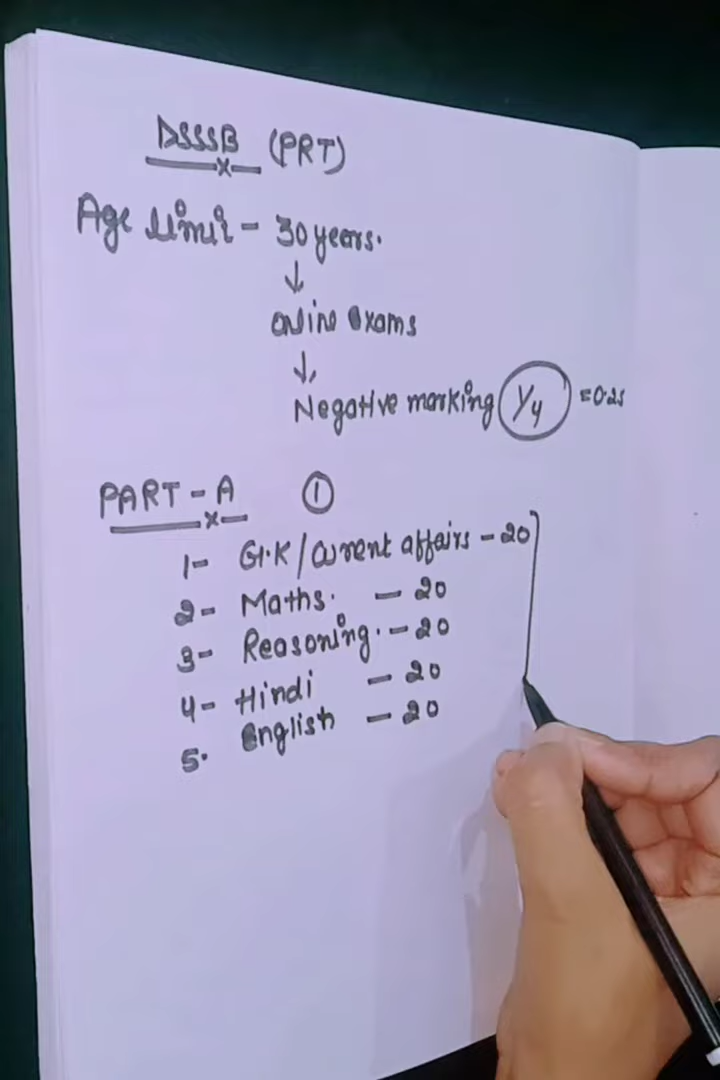 DSSSB (PRT)
Age limit - 30 years.
↓
online exams
↓
Negative marking 1/4 = 0.25
PART - A ①
1- G.K / current affairs - 20
2- Maths. - 20
3- Reasoning. - 20
4- Hindi - 20
5. English - 20